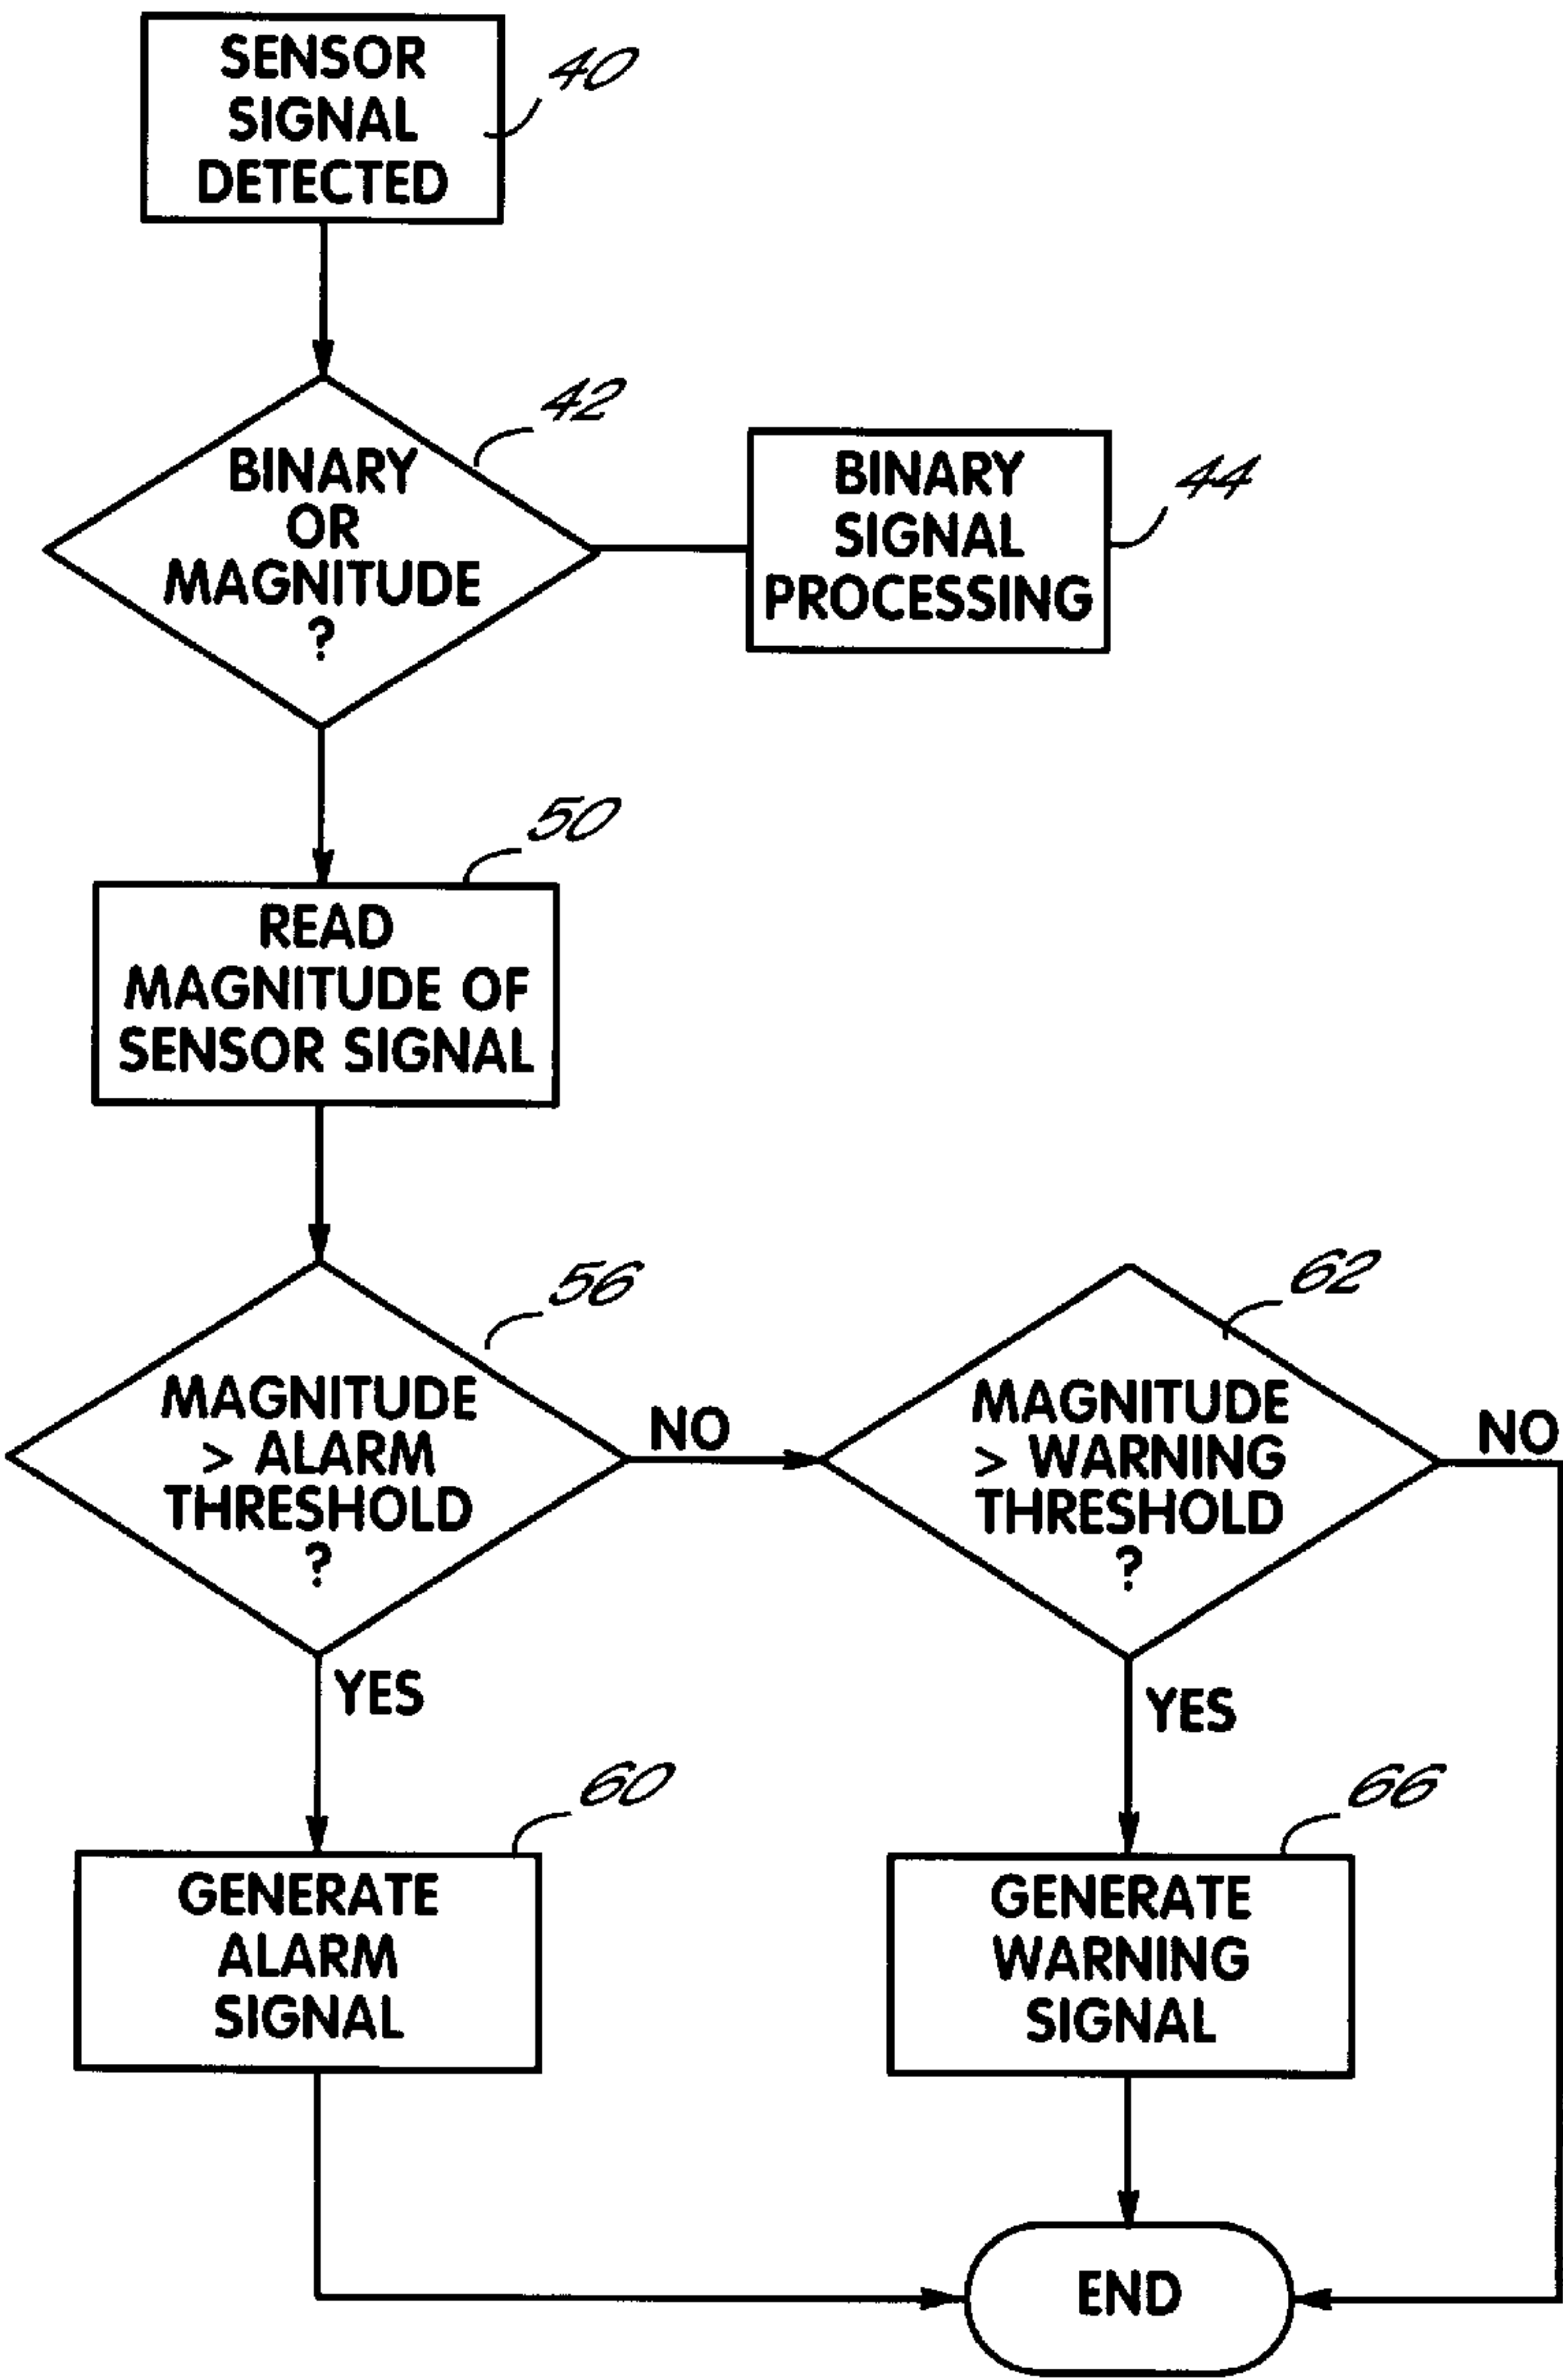 SENSOR
SIGNAL
DETECTED
40
42
BINARY
OR
MAGNITUDE
?
BINARY
SIGNAL
PROCESSING
44
50
READ
MAGNITUDE OF
SENSOR SIGNAL
56
MAGNITUDE
> ALARM
THRESHOLD
?
NO
62
MAGNITUDE
> WARNING
THRESHOLD
?
NO
YES
YES
60
GENERATE
ALARM
SIGNAL
66
GENERATE
WARNING
SIGNAL
END